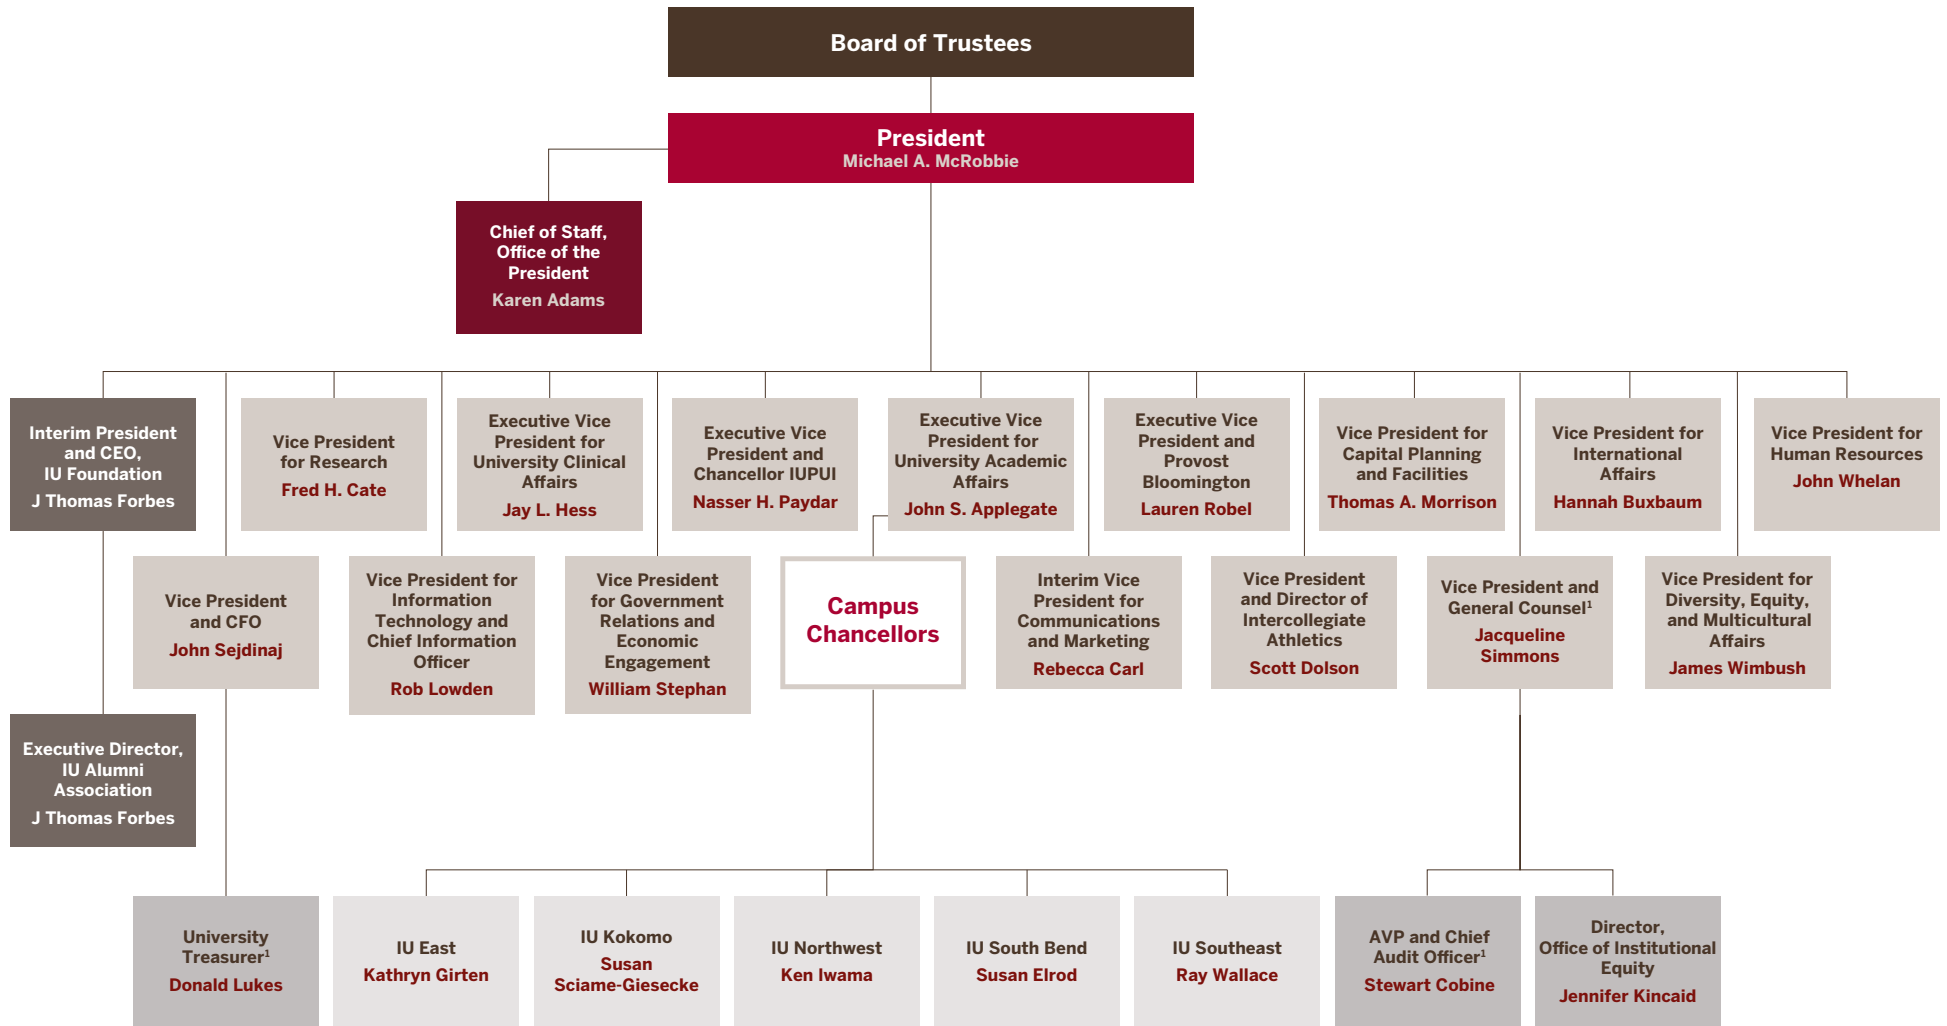 Board of Trustees
President
Michael A. McRobbie
Chief of Staff,
Office of the
President
Karen Adams
Interim President
and CEO,
IU Foundation
J Thomas Forbes
Vice President
for Research
Fred H. Cate
Executive Vice
President for
University Clinical
Affairs
Jay L. Hess
Executive Vice
President and
Chancellor IUPUI
Nasser H. Paydar
Executive Vice
President for
University Academic
Affairs
John S. Applegate
Executive Vice
President and
Provost
Bloomington
Lauren Robel
Vice President for
Capital Planning
and Facilities
Thomas A. Morrison
Vice President for
International
Affairs
Hannah Buxbaum
Vice President for
Human Resources
John Whelan
Vice President
and CFO
John Sejdinaj
Vice President for
Information
Technology and
Chief Information
Officer
Rob Lowden
Vice President
for Government
Relations and
Economic
Engagement
William Stephan
Campus
Chancellors
Interim Vice
President for
Communications
and Marketing
Rebecca Carl
Vice President
and Director of
Intercollegiate
Athletics
Scott Dolson
Vice President and
General Counsel¹
Jacqueline
Simmons
Vice President for
Diversity, Equity,
and Multicultural
Affairs
James Wimbush
Executive Director,
IU Alumni
Association
J Thomas Forbes
University
Treasurer¹
Donald Lukes
IU East
Kathryn Girten
IU Kokomo
Susan
Sciame-Giesecke
IU Northwest
Ken Iwama
IU South Bend
Susan Elrod
IU Southeast
Ray Wallace
AVP and Chief
Audit Officer¹
Stewart Cobine
Director,
Office of Institutional
Equity
Jennifer Kincaid